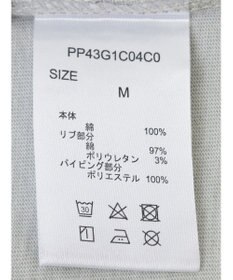 PP43G1C04C0
SIZE
M
本体
綿 100%
リブ部分
綿 97%
ポリウレタン 3%
パイピング部分
ポリエステル 100%
30